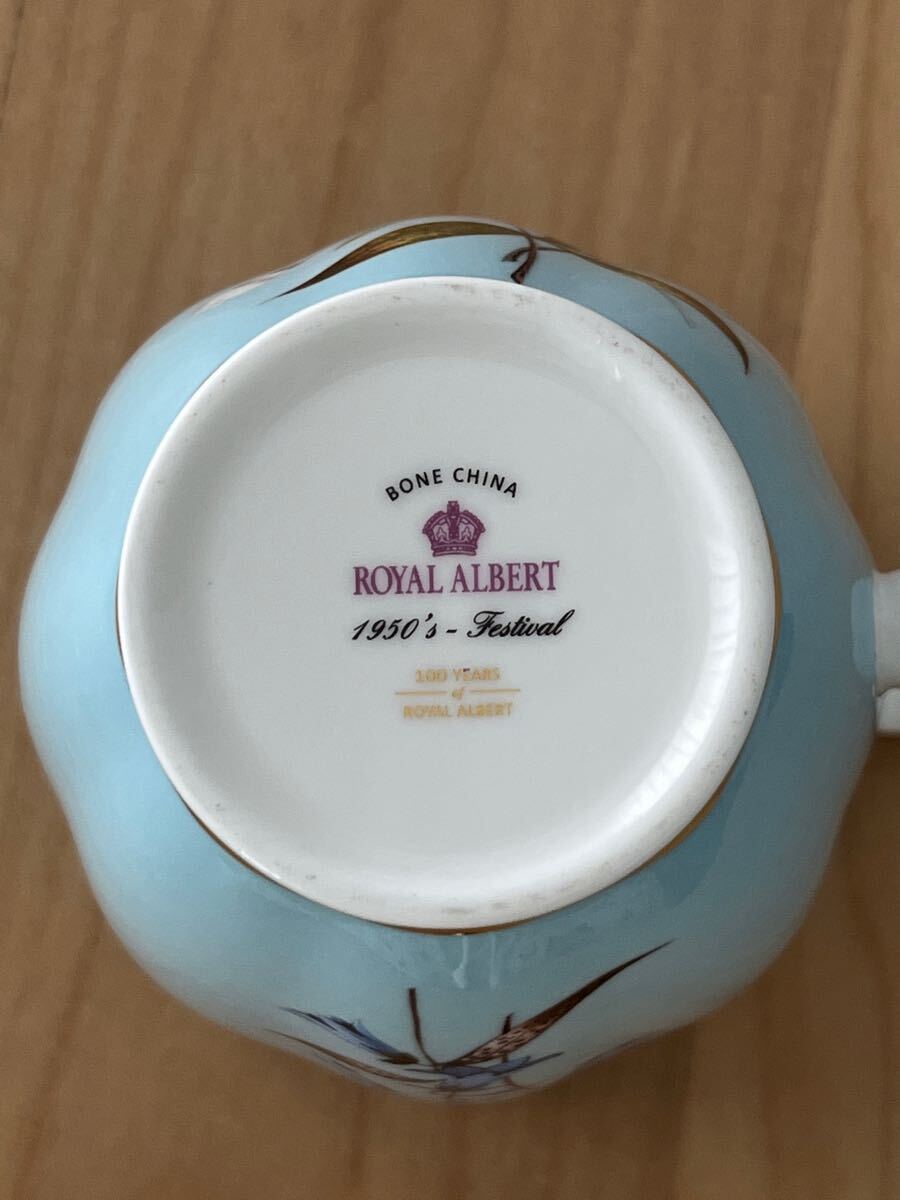 BONE CHINA
ROYAL ALBERT
1950's - Festival
100 YEARS
of
ROYAL ALBERT